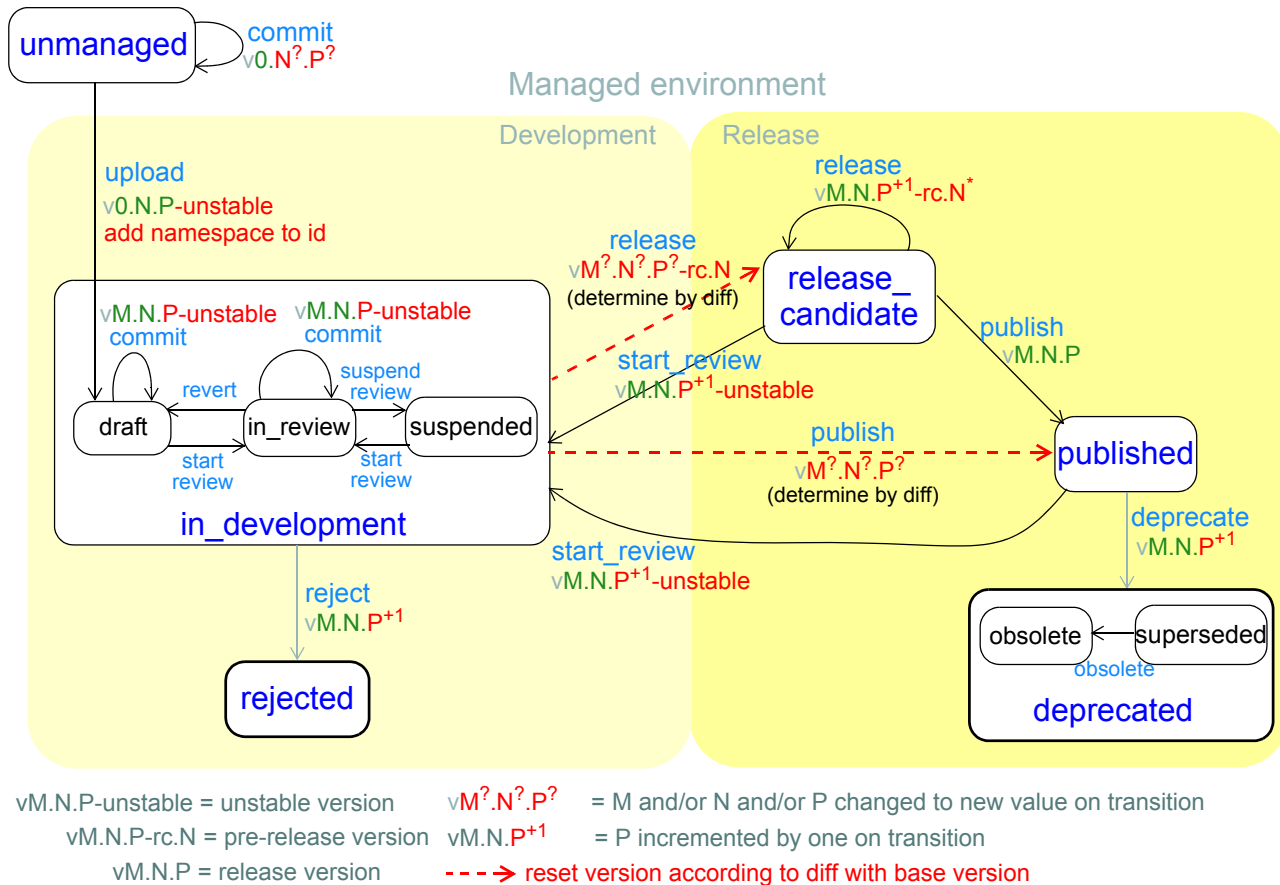 unmanaged
commit
v0.N?.P?
Managed environment
Development
Release
upload
v0.N.P-unstable
add namespace to id
release
vM.N.P+1-rc.N*
release
vM?.N?.P?-rc.N
(determine by diff)
release_
candidate
vM.N.P-unstable
commit
vM.N.P-unstable
commit
publish
vM.N.P
start_review
vM.N.P+1-unstable
revert
suspend
review
draft
in_review
suspended
start
review
start
review
in_development
publish
vM?.N?.P?
(determine by diff)
published
start_review
vM.N.P+1-unstable
deprecate
vM.N.P+1
reject
vM.N.P+1
rejected
obsolete
superseded
obsolete
deprecated
vM.N.P-unstable = unstable version
vM?.N?.P? = M and/or N and/or P changed to new value on transition
vM.N.P-rc.N = pre-release version
vM.N.P+1 = P incremented by one on transition
vM.N.P = release version
reset version according to diff with base version